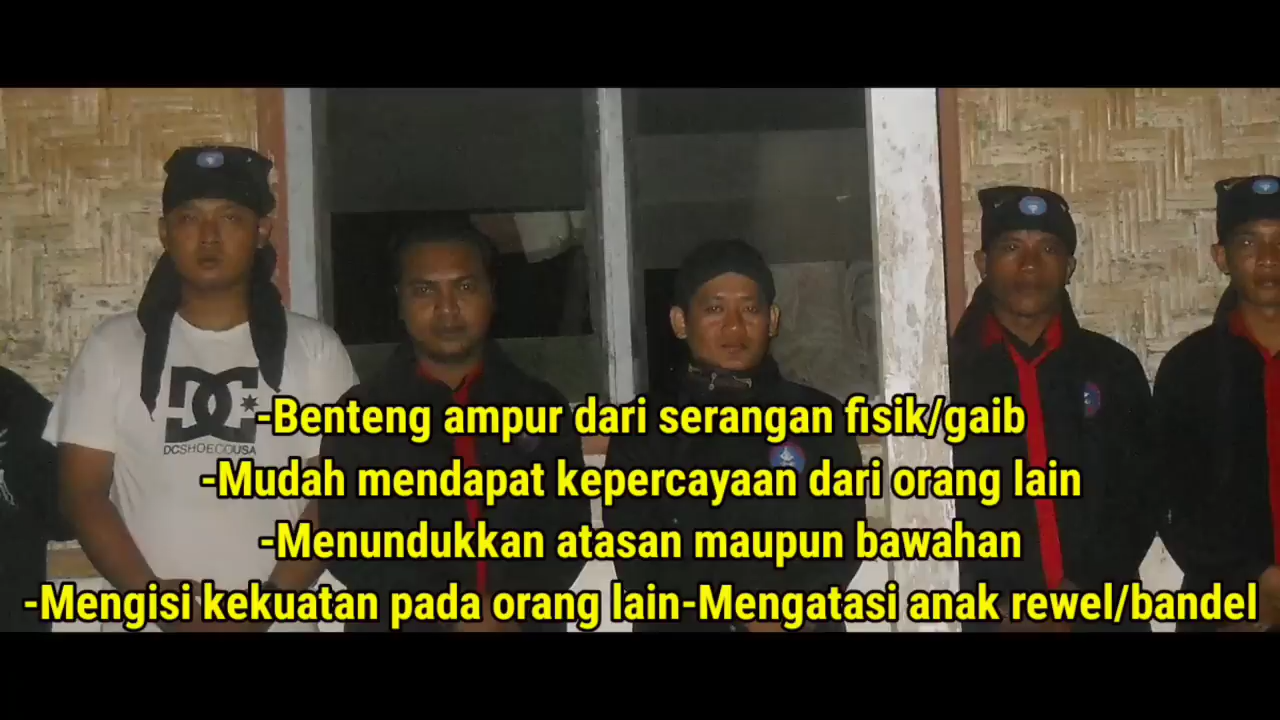 DCSHOECOUSA
-Benteng ampur dari serangan fisik/gaib
-Mudah mendapat kepercayaan dari orang lain
-Menundukkan atasan maupun bawahan
-Mengisi kekuatan pada orang lain-Mengatasi anak rewel/bandel